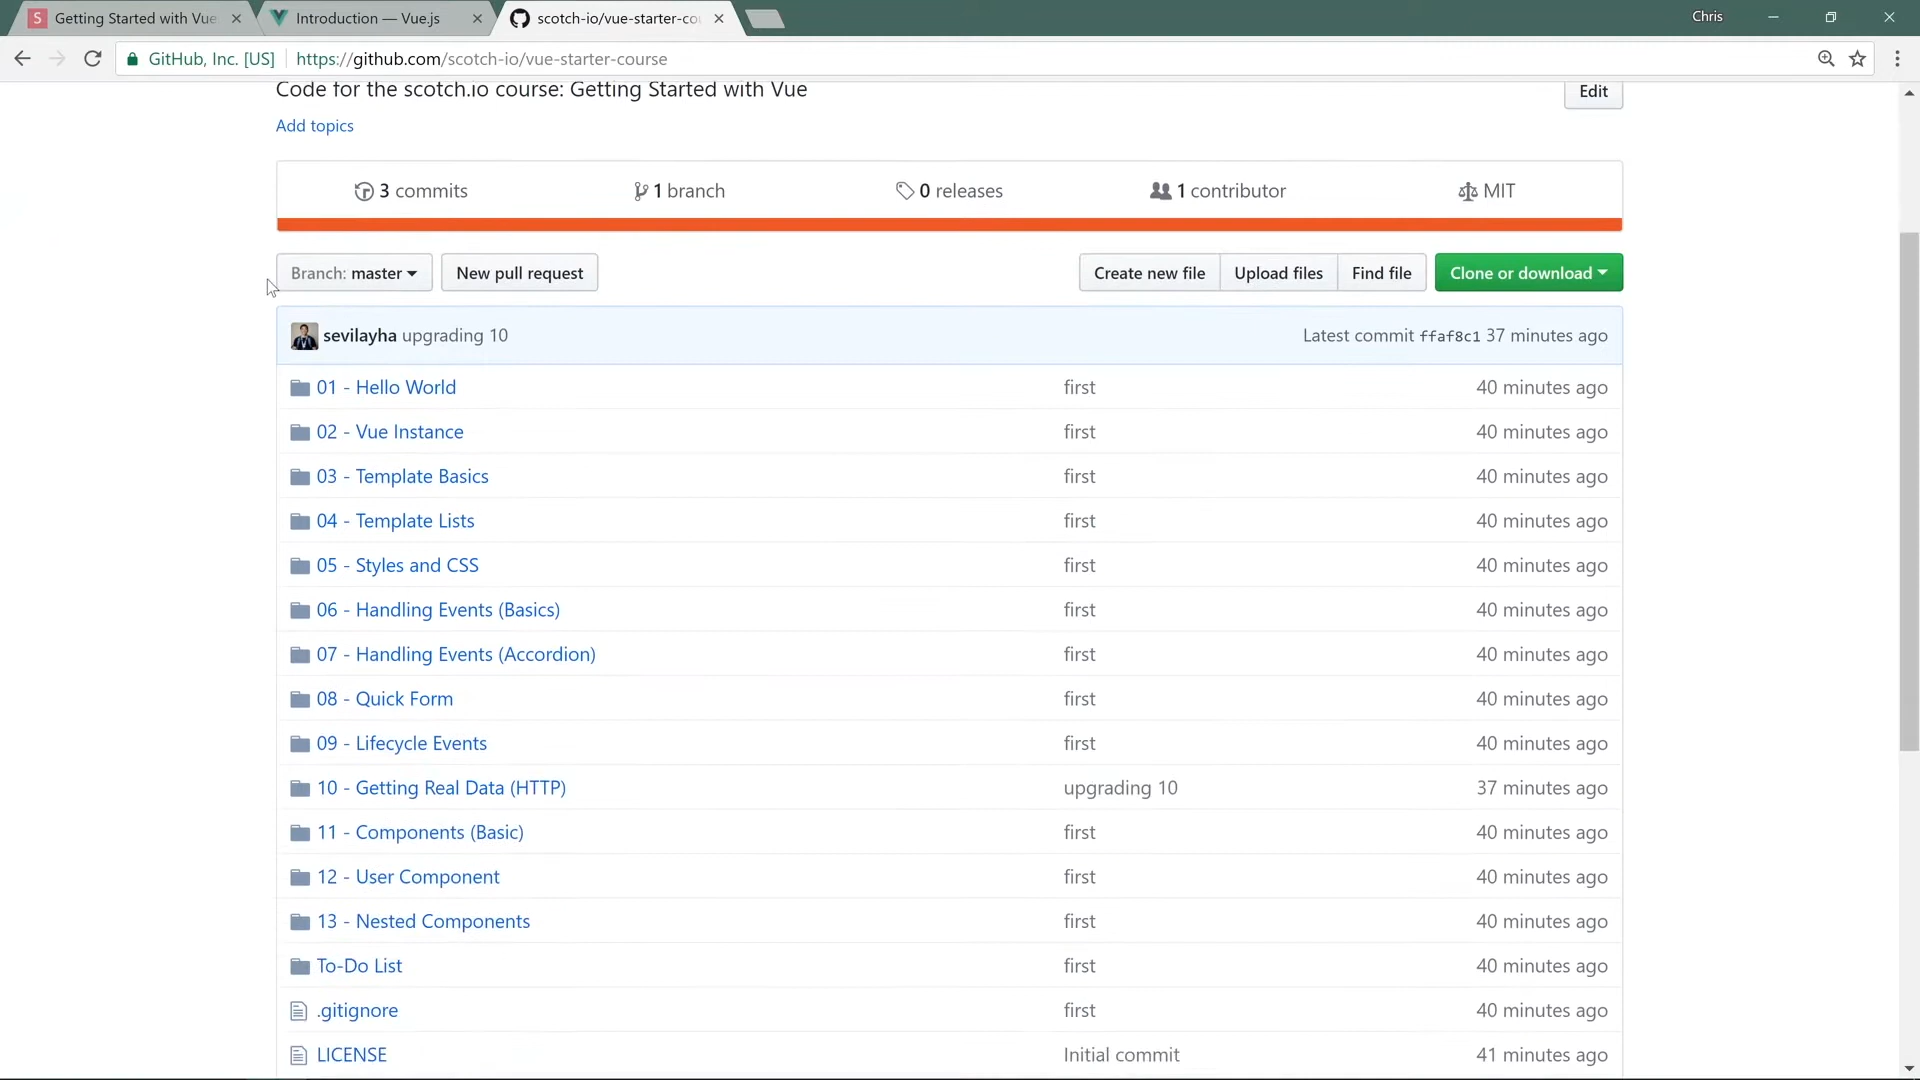 Getting Started with Vue
Introduction — Vue.js
scotch-io/vue-starter-co
Chris
GitHub, Inc. [US]
https://github.com/scotch-io/vue-starter-course
Code for the scotch.io course: Getting Started with Vue
Edit
Add topics
3 commits
1 branch
0 releases
1 contributor
MIT
Branch: master
New pull request
Create new file
Upload files
Find file
Clone or download
sevilayha upgrading 10
Latest commit ffaf8c1 37 minutes ago
01 - Hello World first 40 minutes ago
02 - Vue Instance first 40 minutes ago
03 - Template Basics first 40 minutes ago
04 - Template Lists first 40 minutes ago
05 - Styles and CSS first 40 minutes ago
06 - Handling Events (Basics) first 40 minutes ago
07 - Handling Events (Accordion) first 40 minutes ago
08 - Quick Form first 40 minutes ago
09 - Lifecycle Events first 40 minutes ago
10 - Getting Real Data (HTTP) upgrading 10 37 minutes ago
11 - Components (Basic) first 40 minutes ago
12 - User Component first 40 minutes ago
13 - Nested Components first 40 minutes ago
To-Do List first 40 minutes ago
.gitignore first 40 minutes ago
LICENSE Initial commit 41 minutes ago